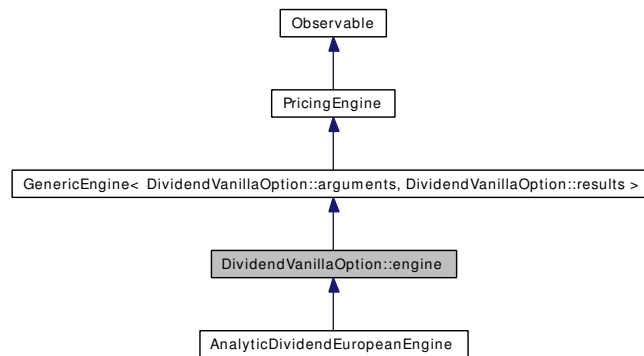 Observable
PricingEngine
GenericEngine< DividendVanillaOption::arguments, DividendVanillaOption::results >
DividendVanillaOption::engine
AnalyticDividendEuropeanEngine